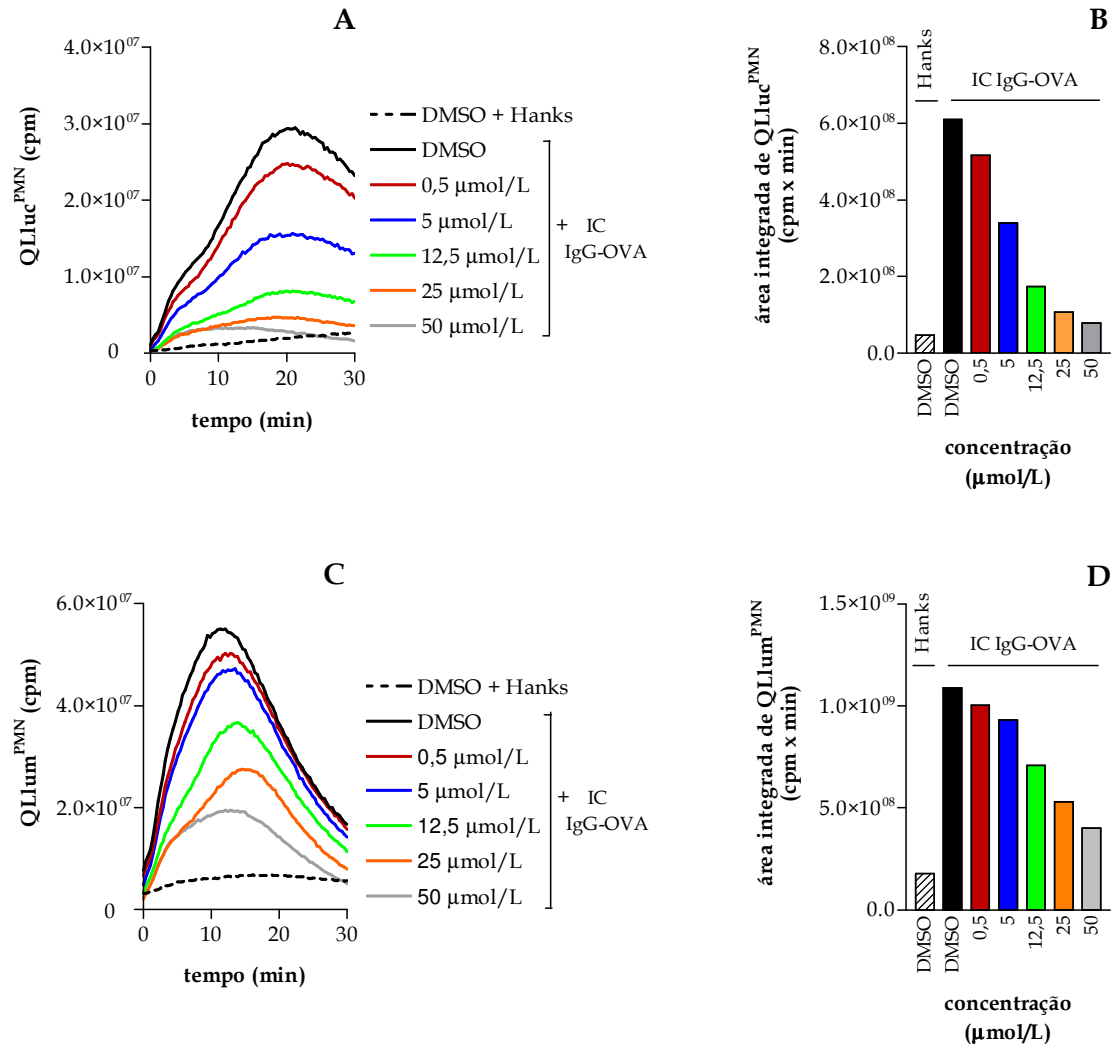 A
QLluc^PMN (cpm)
4.0×10^07
3.0×10^07
2.0×10^07
1.0×10^07
0
0 10 20 30
tempo (min)
DMSO + Hanks
DMSO
0,5 µmol/L
5 µmol/L
12,5 µmol/L
25 µmol/L
50 µmol/L
+ IC
IgG-OVA
B
área integrada de QLluc^PMN
(cpm x min)
8.0×10^08
6.0×10^08
4.0×10^08
2.0×10^08
0.0
Hanks
IC IgG-OVA
DMSO DMSO 0,5 5 12,5 25 50
concentração
(µmol/L)
C
QLlum^PMN (cpm)
6.0×10^07
4.0×10^07
2.0×10^07
0
0 10 20 30
tempo (min)
DMSO + Hanks
DMSO
0,5 µmol/L
5 µmol/L
12,5 µmol/L
25 µmol/L
50 µmol/L
+ IC
IgG-OVA
D
área integrada de QLlum^PMN
(cpm x min)
1.5×10^09
1.0×10^09
5.0×10^08
0.0
Hanks
IC IgG-OVA
DMSO DMSO 0,5 5 12,5 25 50
concentração
(µmol/L)